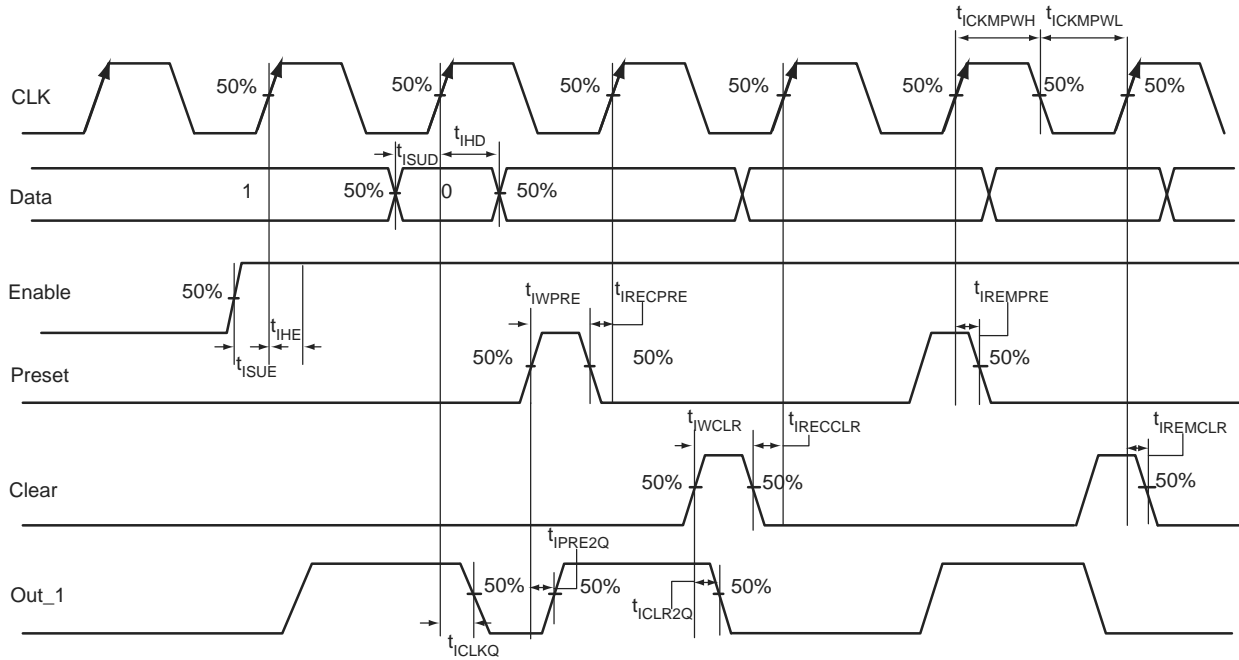 tICKMPWH tICKMPWL
CLK 50% 50% 50% 50% 50% 50% 50%
tISUD tIHD
Data 1 50% 0 50%
Enable 50% tIWPRE tIRECPRE tIREMPRE
tIHE
tISUE
Preset 50% 50% 50%
tIWCLR tIRECCLR tIREMCLR
Clear 50% 50% 50%
tIPRE2Q
Out_1 50% 50% tICLR2Q 50%
tICLKQ